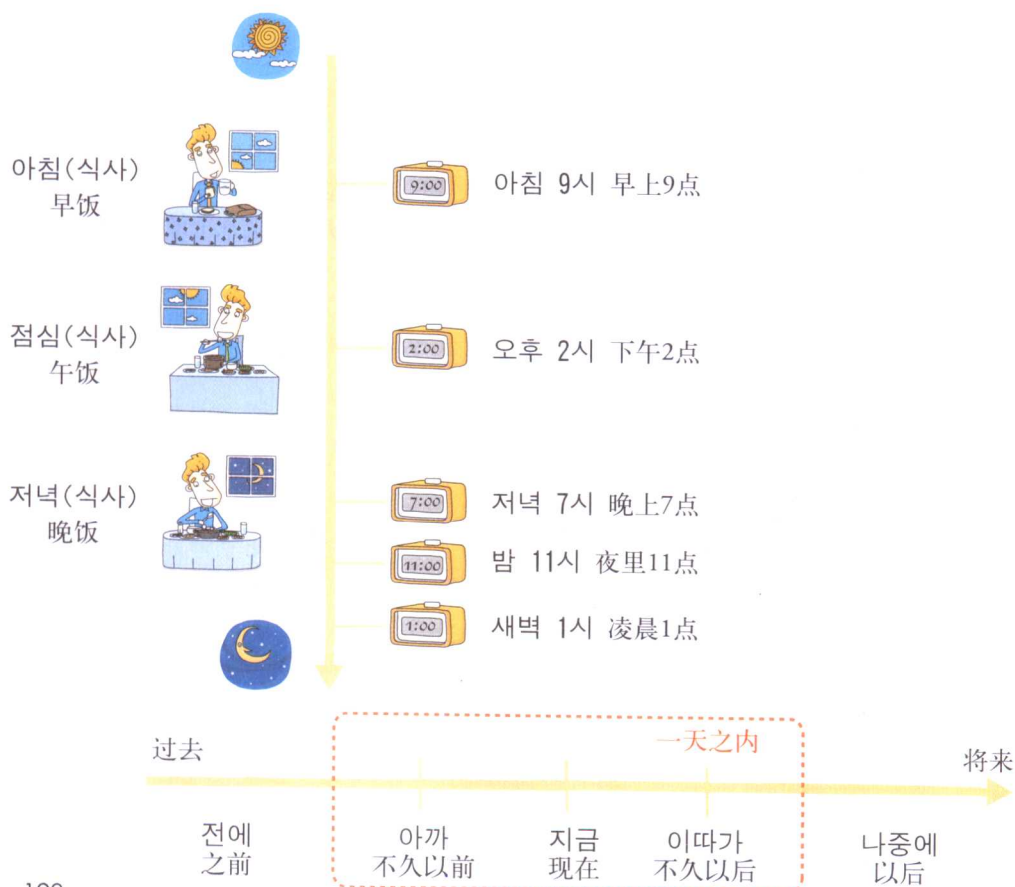 아침(식사)
早饭
9:00
아침 9시 早上9点
점심(식사)
午饭
2:00
오후 2시 下午2点
저녁(식사)
晚饭
7:00
저녁 7시 晚上7点
11:00
밤 11시 夜里11点
1:00
새벽 1시 凌晨1点
一天之内
过去
将来
전에
之前
아까
不久以前
지금
现在
이따가
不久以后
나중에
以后